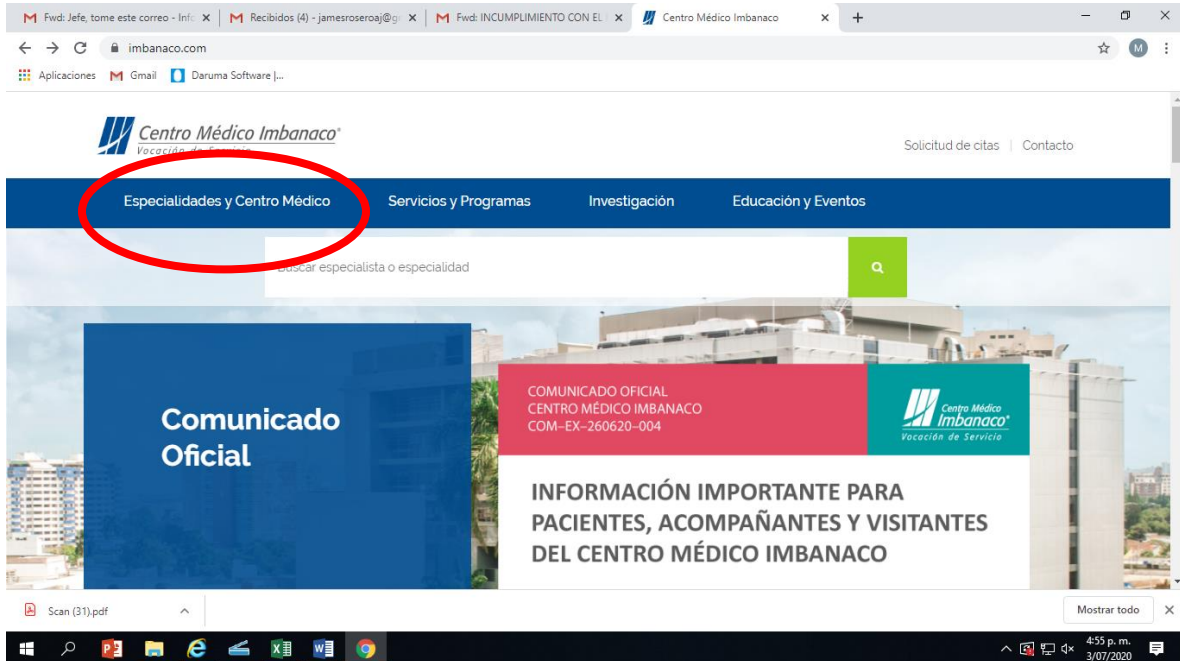 Fwd: Jefe, tome este correo - Info
Recibidos (4) - jamesroseroaj@g
Fwd: INCUMPLIMIENTO CON EL
Centro Médico Imbanaco
imbanaco.com
M
Aplicaciones
Gmail
Daruma Software |...
Centro Médico Imbanaco®
Vocación de Servicio
Solicitud de citas | Contacto
Especialidades y Centro Médico
Servicios y Programas
Investigación
Educación y Eventos
Buscar especialista o especialidad
Comunicado
Oficial
COMUNICADO OFICIAL
CENTRO MÉDICO IMBANACO
COM-EX-260620-004
Centro Médico
Imbanaco®
Vocación de Servicio
INFORMACIÓN IMPORTANTE PARA
PACIENTES, ACOMPAÑANTES Y VISITANTES
DEL CENTRO MÉDICO IMBANACO
Scan (31).pdf
Mostrar todo
4:55 p. m.
3/07/2020